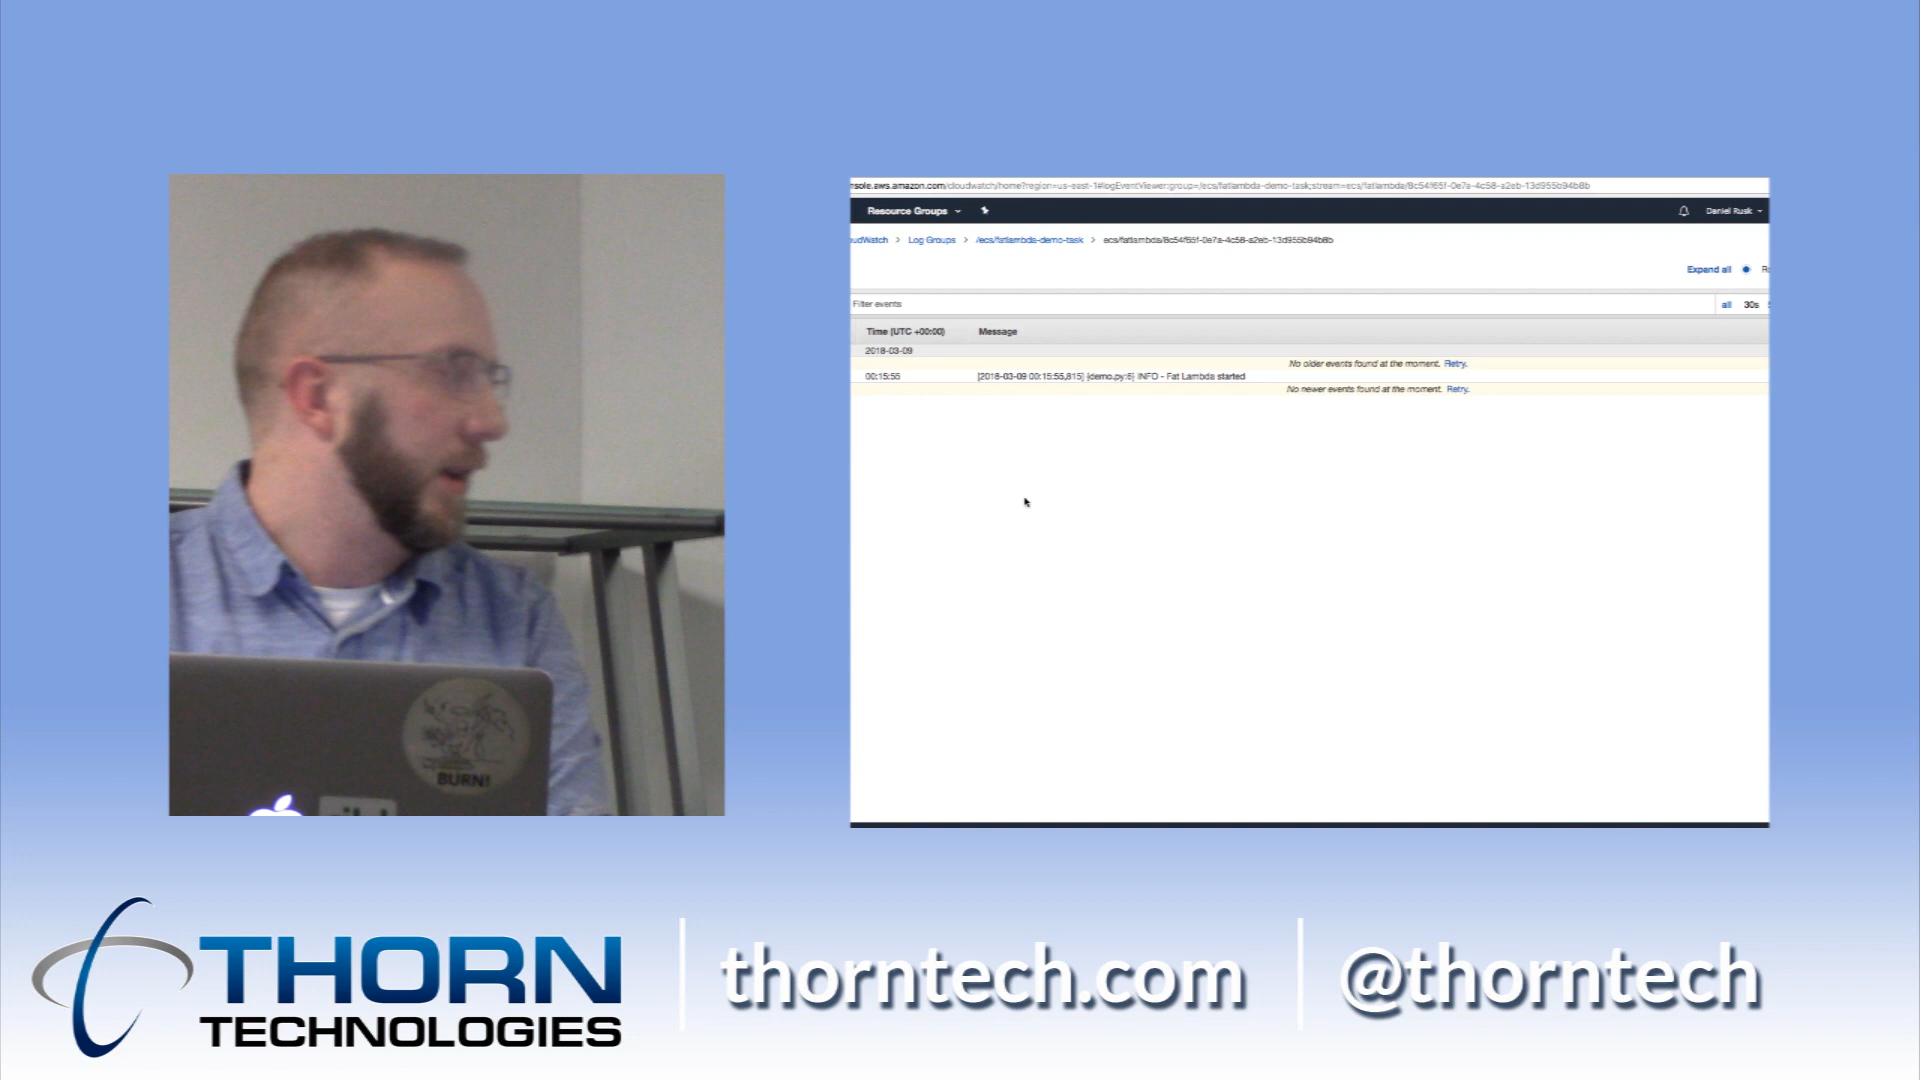 nsole.aws.amazon.com/cloudwatch/home?region=us-east-1#logEventViewer:group=/ecs/fatlambda-demo-task;stream=ecs/fatlambda/8c54f65f-0e7a-4c58-a2eb-13d955b94b8b
Resource Groups
Daniel Rusk
udWatch > Log Groups > /ecs/fatlambda-demo-task > ecs/fatlambda/8c54f65f-0e7a-4c58-a2eb-13d955b94b8b
Expand all
Filter events
all 30s
Time (UTC +00:00) Message
2018-03-09
No older events found at the moment. Retry.
00:15:55 [2018-03-09 00:15:55,815] {demo.py:6} INFO - Fat Lambda started
No newer events found at the moment. Retry.
BURN!
THORN
TECHNOLOGIES
thorntech.com
@thorntech